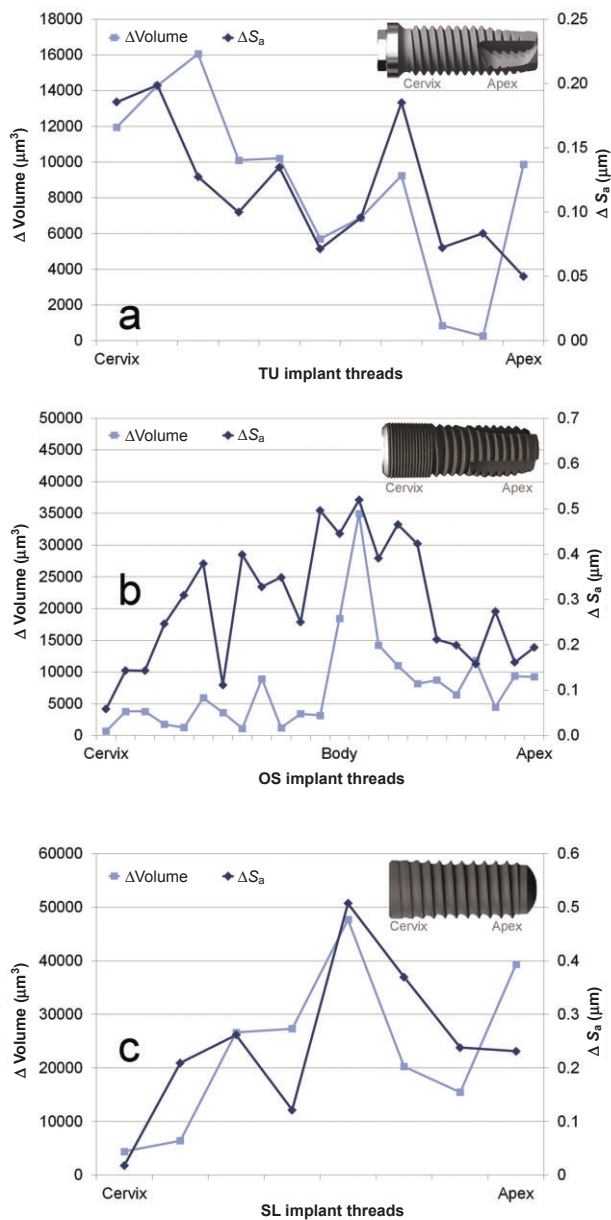 18000
16000
14000
12000
10000
8000
6000
4000
2000
0
Δ Volume (μm³)
ΔVolume
ΔSa
Cervix Apex
0.25
0.20
0.15
0.10
0.05
0.00
Δ Sa (μm)
a
Cervix Apex
TU implant threads
50000
45000
40000
35000
30000
25000
20000
15000
10000
5000
0
Δ Volume (μm³)
ΔVolume
ΔSa
Cervix Apex
0.7
0.6
0.5
0.4
0.3
0.2
0.1
0.0
Δ Sa (μm)
b
Cervix Body Apex
OS implant threads
60000
50000
40000
30000
20000
10000
0
Δ Volume (μm³)
ΔVolume
ΔSa
Cervix Apex
0.6
0.5
0.4
0.3
0.2
0.1
0
Δ Sa (μm)
c
Cervix Apex
SL implant threads